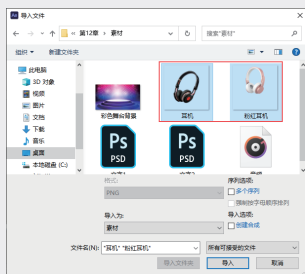 导入文件
« 第12章 › 素材
搜索"素材"
组织 新建文件夹
此电脑
3D 对象
视频
图片
文档
下载
音乐
桌面
本地磁盘 (C:)
彩色舞台背景
耳机
粉红耳机
Ps
PSD
Ps
PSD
格式:
PNG
序列选项:
多个序列
强制按字母顺序排列
导入为:
素材
导入选项:
创建合成
文件名(N): "耳机" "粉红耳机"
所有可接受的文件
导入文件夹
导入
取消